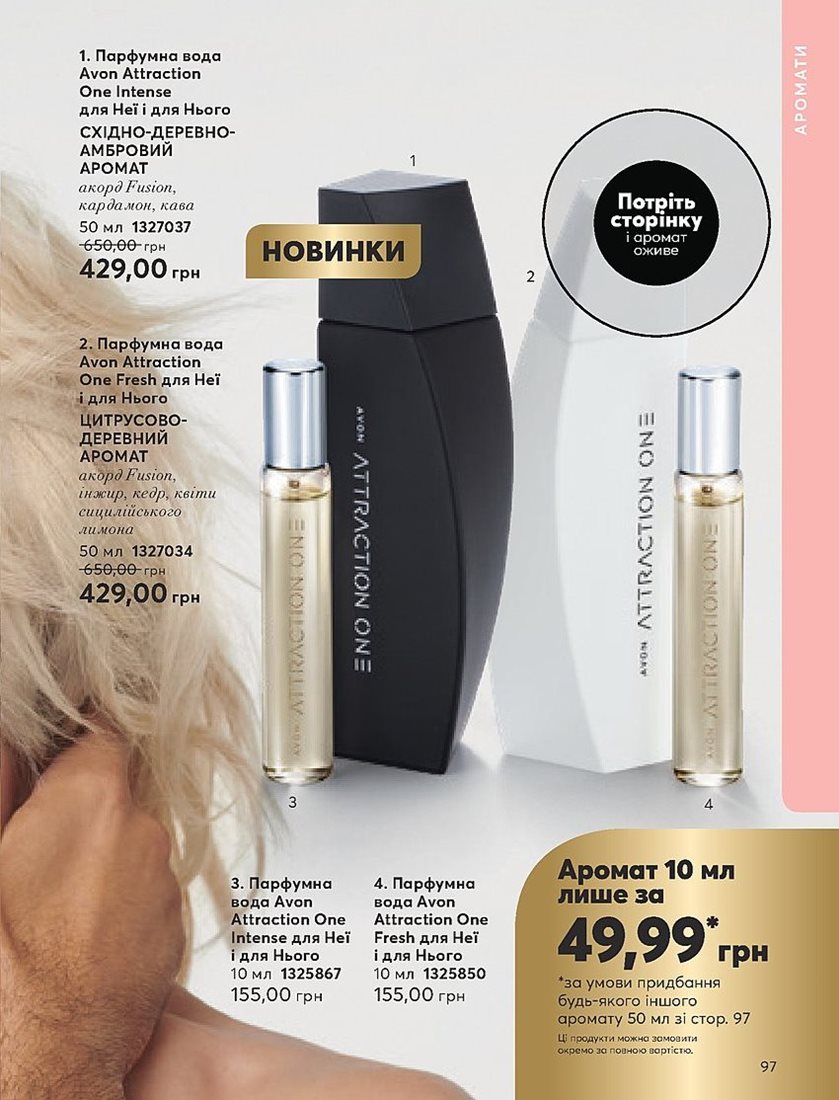 АРОМАТИ
1. Парфумна вода
Avon Attraction
One Intense
для Неї і для Нього
СХІДНО-ДЕРЕВНО-
АМБРОВИЙ
АРОМАТ
акорд Fusion,
кардамон, кава
50 мл 1327037
650,00 грн
429,00 грн
2. Парфумна вода
Avon Attraction
One Fresh для Неї
і для Нього
ЦИТРУСОВО-
ДЕРЕВНИЙ
АРОМАТ
акорд Fusion,
інжир, кедр, квіти
сицилійського
лимона
50 мл 1327034
650,00 грн
429,00 грн
НОВИНКИ
1
2
Потріть
сторінку
і аромат
оживе
AVON ATTRACTION ONE
AVON ATTRACTION ONE
AVON ATTRACTION ONE
AVON ATTRACTION ONE
3
4
3. Парфумна
вода Avon
Attraction One
Intense для Неї
і для Нього
10 мл 1325867
155,00 грн
4. Парфумна
вода Avon
Attraction One
Fresh для Неї
і для Нього
10 мл 1325850
155,00 грн
Аромат 10 мл
лише за
49,99* грн
*за умови придбання
будь-якого іншого
аромату 50 мл зі стор. 97
Ці продукти можна замовити
окремо за повною вартістю.
97